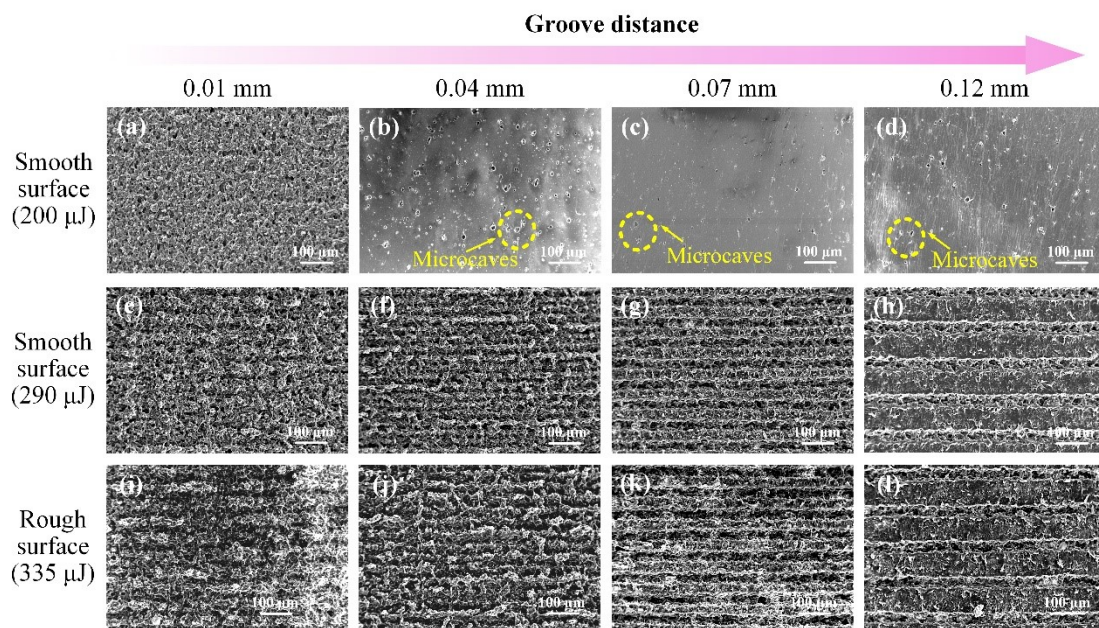 Groove distance
0.01 mm
0.04 mm
0.07 mm
0.12 mm
Smooth
surface
(200 μJ)
(a)
100 μm
(b)
Microcaves
100 μm
(c)
Microcaves
100 μm
(d)
Microcaves
100 μm
Smooth
surface
(290 μJ)
(e)
100 μm
(f)
100 μm
(g)
100 μm
(h)
100 μm
Rough
surface
(335 μJ)
(i)
100 μm
(j)
100 μm
(k)
100 μm
(l)
100 μm